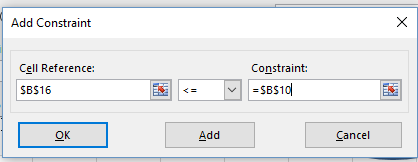 Add Constraint
Cell Reference: Constraint:
$B$16 <= =$B$10
OK Add Cancel